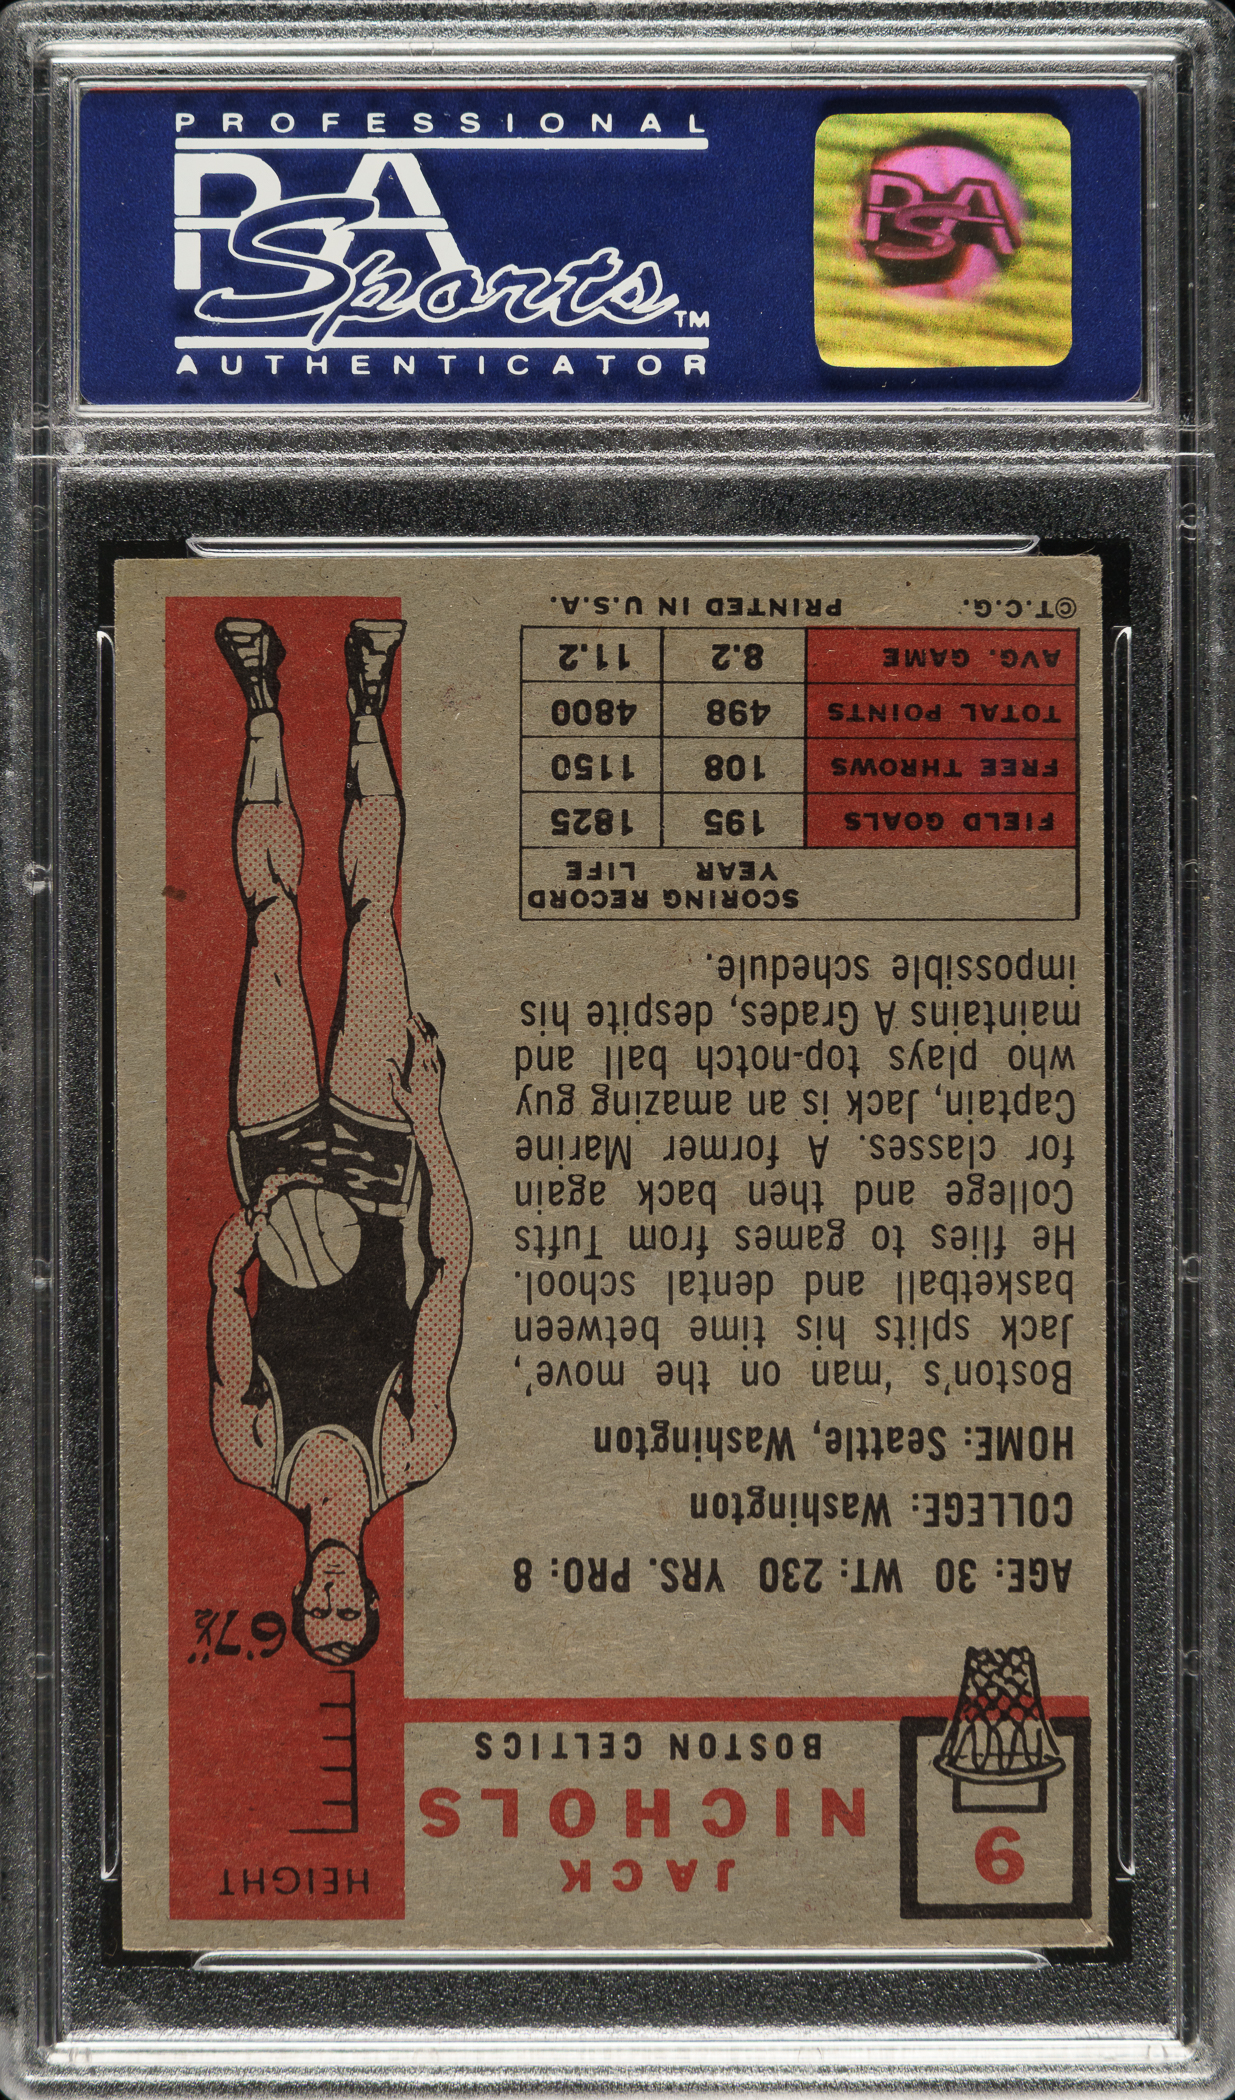 PROFESSIONAL
PSA
Sports™
AUTHENTICATOR
PSA
9
JACK
NICHOLS
BOSTON CELTICS
HEIGHT
6'7½"
AGE: 30 WT: 230 YRS. PRO: 8
COLLEGE: Washington
HOME: Seattle, Washington
Boston's 'man on the move',
Jack splits his time between
basketball and dental school.
He flies to games from Tufts
College and then back again
for classes. A former Marine
Captain, Jack is an amazing guy
who plays top-notch ball and
maintains A Grades, despite his
impossible schedule.
SCORING RECORD
YEAR LIFE
FIELD GOALS 195 1825
FREE THROWS 108 1150
TOTAL POINTS 498 4800
AVG. GAME 8.2 11.2
©T.C.G. PRINTED IN U.S.A.